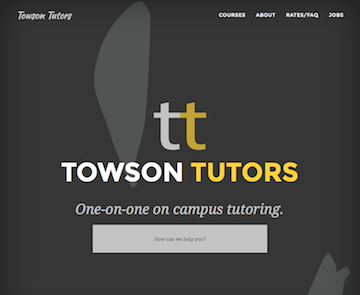 Towson Tutors
COURSES ABOUT RATES/FAQ JOBS
tt
TOWSON TUTORS
One-on-one on campus tutoring.
How can we help you?